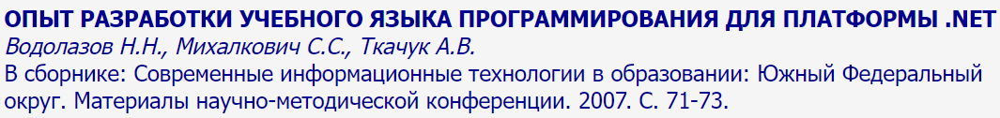 ОПЫТ РАЗРАБОТКИ УЧЕБНОГО ЯЗЫКА ПРОГРАММИРОВАНИЯ ДЛЯ ПЛАТФОРМЫ .NET
Водолазов Н.Н., Михалкович С.С., Ткачук А.В.
В сборнике: Современные информационные технологии в образовании: Южный Федеральный
округ. Материалы научно-методической конференции. 2007. С. 71-73.